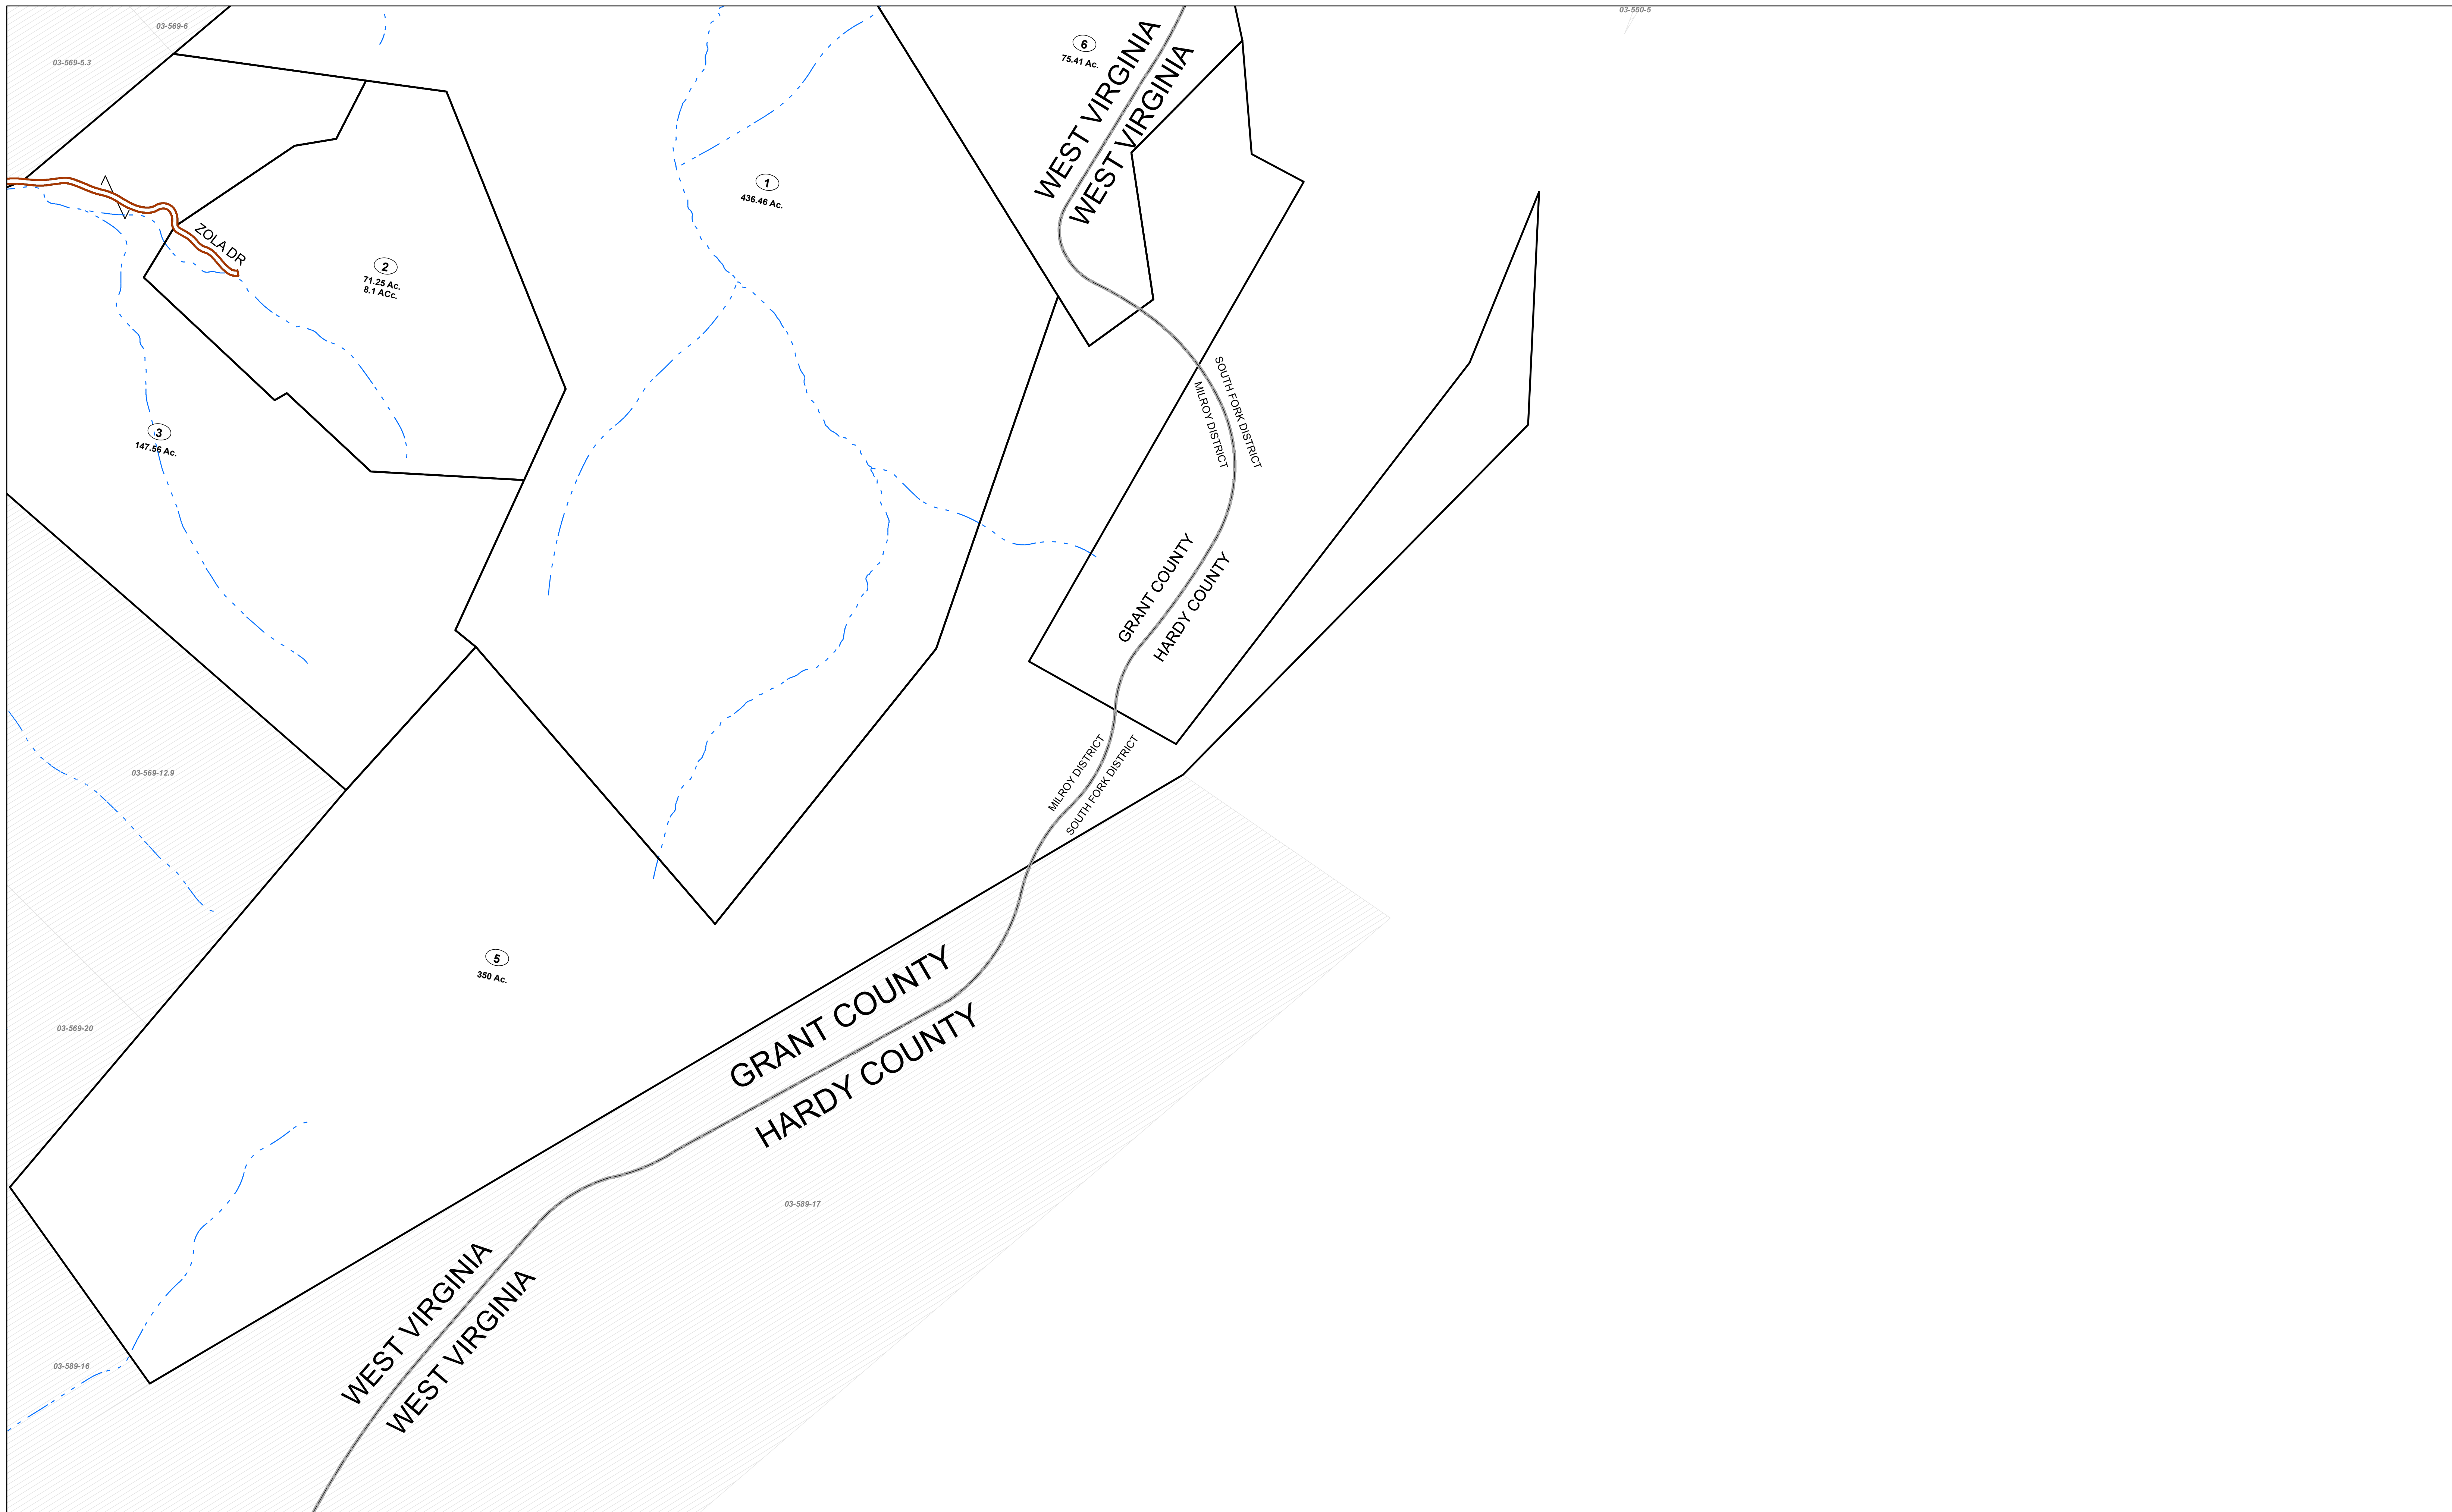 03-550-5
03-569-6
03-569-5.3
6
75.41 Ac.
WEST VIRGINIA
WEST VIRGINIA
1
436.46 Ac.
ZOLA DR
2
71.25 Ac.
8.1 ACc.
3
147.56 Ac.
SOUTH FORK DISTRICT
MILROY DISTRICT
GRANT COUNTY
HARDY COUNTY
03-569-12.9
MILROY DISTRICT
SOUTH FORK DISTRICT
5
350 Ac.
GRANT COUNTY
HARDY COUNTY
03-569-20
03-589-17
WEST VIRGINIA
WEST VIRGINIA
03-589-16